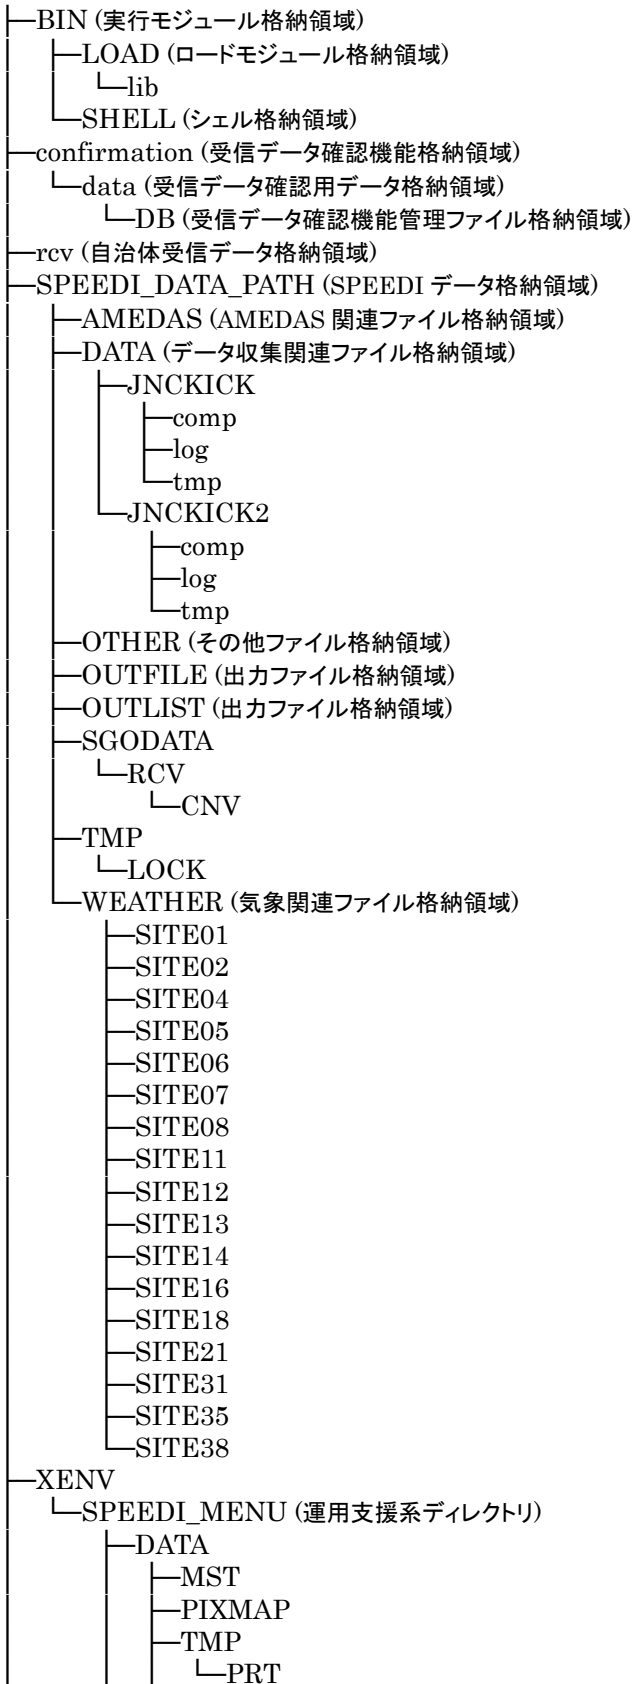 ├─BIN (実行モジュール格納領域)
│ ├─LOAD (ロードモジュール格納領域)
│ │ └─lib
│ └─SHELL (シェル格納領域)
├─confirmation (受信データ確認機能格納領域)
│ └─data (受信データ確認用データ格納領域)
│ └─DB (受信データ確認機能管理ファイル格納領域)
├─rcv (自治体受信データ格納領域)
├─SPEEDI_DATA_PATH (SPEEDI データ格納領域)
│ ├─AMEDAS (AMEDAS 関連ファイル格納領域)
│ ├─DATA (データ収集関連ファイル格納領域)
│ │ ├─JNCKICK
│ │ │ ├─comp
│ │ │ ├─log
│ │ │ └─tmp
│ │ └─JNCKICK2
│ │ ├─comp
│ │ ├─log
│ │ └─tmp
│ ├─OTHER (その他ファイル格納領域)
│ ├─OUTFILE (出力ファイル格納領域)
│ ├─OUTLIST (出力ファイル格納領域)
│ ├─SGODATA
│ │ └─RCV
│ │ └─CNV
│ ├─TMP
│ │ └─LOCK
│ └─WEATHER (気象関連ファイル格納領域)
│ ├─SITE01
│ ├─SITE02
│ ├─SITE04
│ ├─SITE05
│ ├─SITE06
│ ├─SITE07
│ ├─SITE08
│ ├─SITE11
│ ├─SITE12
│ ├─SITE13
│ ├─SITE14
│ ├─SITE16
│ ├─SITE18
│ ├─SITE21
│ ├─SITE31
│ ├─SITE35
│ └─SITE38
├─XENV
│ └─SPEEDI_MENU (運用支援系ディレクトリ)
│ ├─DATA
│ │ ├─MST
│ │ ├─PIXMAP
│ │ ├─TMP
│ │ │ └─PRT